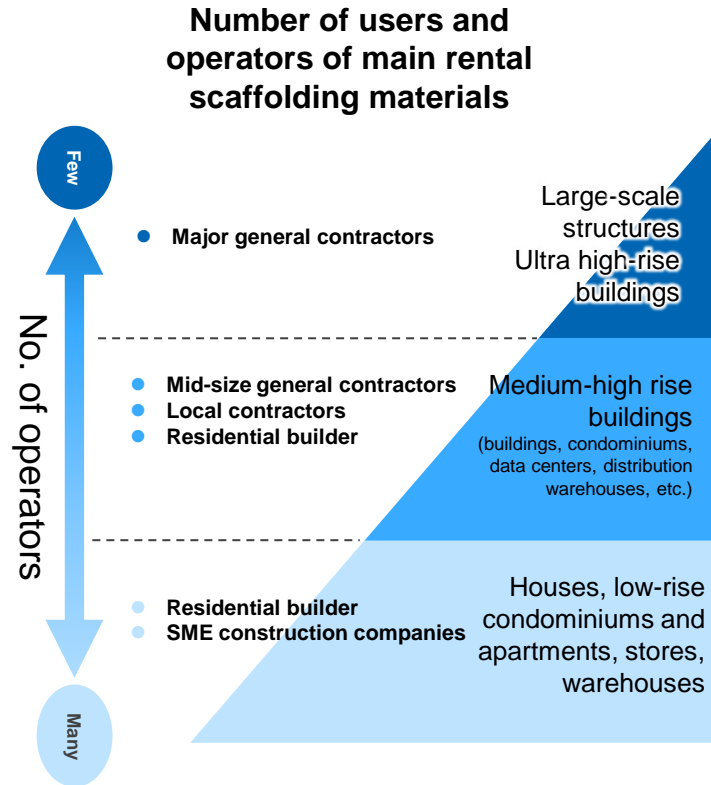 Number of users and
operators of main rental
scaffolding materials
Few
No. of operators
Many
Major general contractors
Large-scale
structures
Ultra high-rise
buildings
Mid-size general contractors
Local contractors
Residential builder
Medium-high rise
buildings
(buildings, condominiums,
data centers, distribution
warehouses, etc.)
Residential builder
SME construction companies
Houses, low-rise
condominiums and
apartments, stores,
warehouses